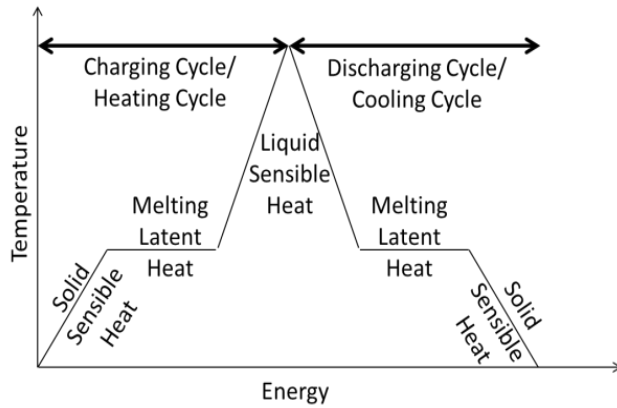 Charging Cycle/
Heating Cycle
Discharging Cycle/
Cooling Cycle
Temperature
Liquid
Sensible
Heat
Melting
Latent
Heat
Melting
Latent
Heat
Solid
Sensible
Heat
Solid
Sensible
Heat
Energy